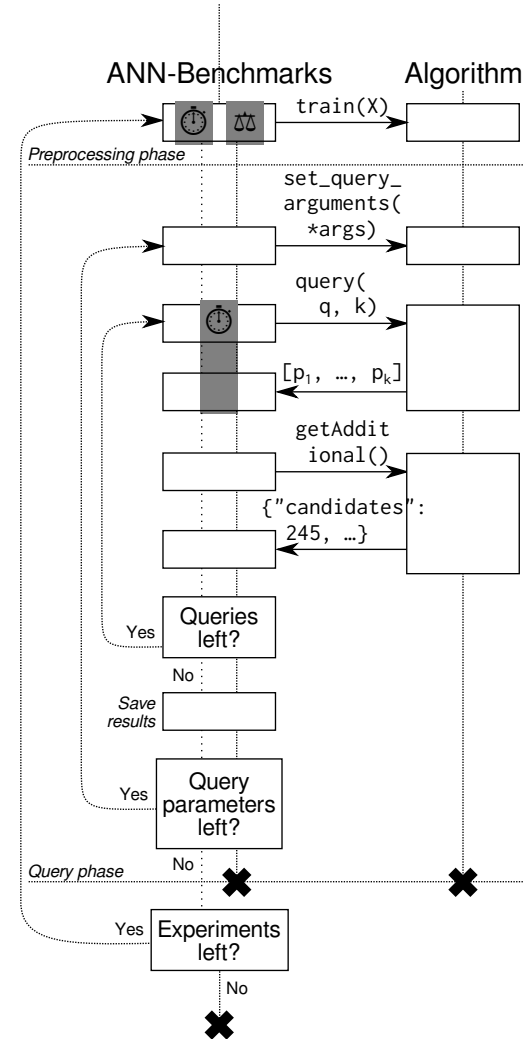 ANN-Benchmarks
Algorithm
train(X)
Preprocessing phase
set_query_
arguments(
*args)
query(
q, k)
[p₁, …, pₖ]
getAddit
ional()
{"candidates":
245, …}
Queries
left?
Yes
No
Save
results
Query
parameters
left?
Yes
No
Query phase
Experiments
left?
Yes
No